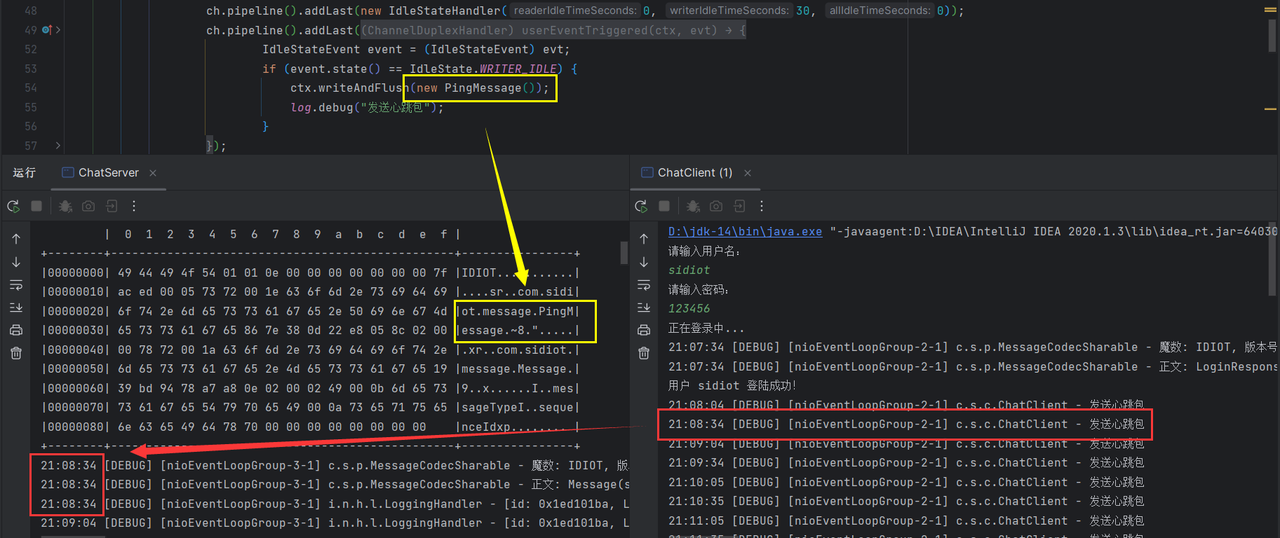 48 ch.pipeline().addLast(new IdleStateHandler( readerIdleTimeSeconds: 0, writerIdleTimeSeconds: 30, allIdleTimeSeconds: 0));
49 ch.pipeline().addLast((ChannelDuplexHandler) userEventTriggered(ctx, evt) → {
52 IdleStateEvent event = (IdleStateEvent) evt;
53 if (event.state() == IdleState.WRITER_IDLE) {
54 ctx.writeAndFlush(new PingMessage());
55 log.debug("发送心跳包");
56 }
57 });
运行 ChatServer ×
| 0 1 2 3 4 5 6 7 8 9 a b c d e f |
+--------+-------------------------------------------------+----------------+
|00000000| 49 44 49 4f 54 01 01 0e 00 00 00 00 00 00 00 7f |IDIOT...........|
|00000010| ac ed 00 05 73 72 00 1e 63 6f 6d 2e 73 69 64 69 |....sr..com.sidi|
|00000020| 6f 74 2e 6d 65 73 73 61 67 65 2e 50 69 6e 67 4d |ot.message.PingM|
|00000030| 65 73 73 61 67 65 86 7e 38 0d 22 e8 05 8c 02 00 |essage.~8.".....|
|00000040| 00 78 72 00 1a 63 6f 6d 2e 73 69 64 69 6f 74 2e |.xr..com.sidiot.|
|00000050| 6d 65 73 73 61 67 65 2e 4d 65 73 73 61 67 65 19 |message.Message.|
|00000060| 39 bd 94 78 a7 a8 0e 02 00 02 49 00 0b 6d 65 73 |9..x......I..mes|
|00000070| 73 61 67 65 54 79 70 65 49 00 0a 73 65 71 75 65 |sageTypeI..seque|
|00000080| 6e 63 65 49 64 78 70 00 00 00 00 00 00 00 00 |nceIdxp........ |
+--------+-------------------------------------------------+----------------+
21:08:34 [DEBUG] [nioEventLoopGroup-3-1] c.s.p.MessageCodecSharable - 魔数: IDIOT, 版
21:08:34 [DEBUG] [nioEventLoopGroup-3-1] c.s.p.MessageCodecSharable - 正文: Message(s
21:08:34 [DEBUG] [nioEventLoopGroup-3-1] i.n.h.l.LoggingHandler - [id: 0x1ed101ba, L
21:09:04 [DEBUG] [nioEventLoopGroup-3-1] i.n.h.l.LoggingHandler - [id: 0x1ed101ba, L
ChatClient (1) ×
D:\jdk-14\bin\java.exe "-javaagent:D:\IDEA\IntelliJ IDEA 2020.1.3\lib\idea_rt.jar=64030
请输入用户名:
sidiot
请输入密码:
123456
正在登录中...
21:07:34 [DEBUG] [nioEventLoopGroup-2-1] c.s.p.MessageCodecSharable - 魔数: IDIOT, 版本号
21:07:34 [DEBUG] [nioEventLoopGroup-2-1] c.s.p.MessageCodecSharable - 正文: LoginRespons
用户 sidiot 登陆成功!
21:08:04 [DEBUG] [nioEventLoopGroup-2-1] c.s.c.ChatClient - 发送心跳包
21:08:34 [DEBUG] [nioEventLoopGroup-2-1] c.s.c.ChatClient - 发送心跳包
21:09:04 [DEBUG] [nioEventLoopGroup-2-1] c.s.c.ChatClient - 发送心跳包
21:09:34 [DEBUG] [nioEventLoopGroup-2-1] c.s.c.ChatClient - 发送心跳包
21:10:05 [DEBUG] [nioEventLoopGroup-2-1] c.s.c.ChatClient - 发送心跳包
21:10:35 [DEBUG] [nioEventLoopGroup-2-1] c.s.c.ChatClient - 发送心跳包
21:11:05 [DEBUG] [nioEventLoopGroup-2-1] c.s.c.ChatClient - 发送心跳包